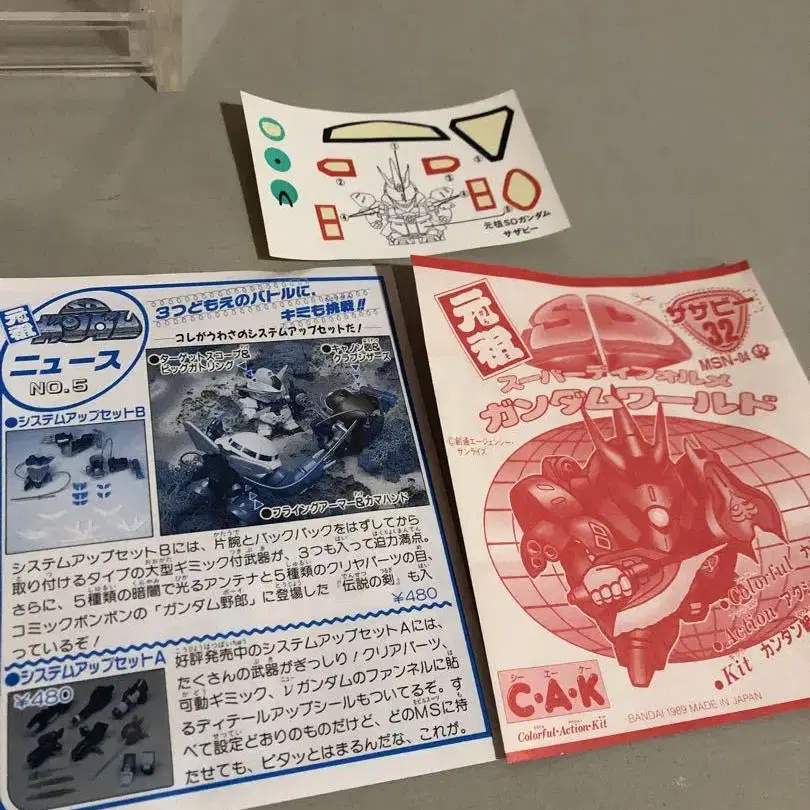 元祖SDガンダム
サザビー
元祖
ニュース
NO.5
3つどもえのバトルに,
キミも挑戦!!
コレがうわさのシステムアップセットだ!
●ターゲットスコープ&
ビッグガトリング
●キャノン砲&
クラブシザーズ
●フライングアーマー&カマハンド
●システムアップセットB
システムアップセットBには、片腕とバックパックをはずしてから
取り付けるタイプの大型ギミック付武器が、3つも入って迫力満点。
さらに、5種類の暗闇で光るアンテナと5種類のクリヤパーツの目、
コミックボンボンの「ガンダム野郎」に登場した「伝説の剣」も入
っているぞ!
¥480
●システムアップセットA
¥480
好評発売中のシステムアップセットAには、
たくさんの武器がぎっしり!クリアパーツ、
可動ギミック、νガンダムのファンネルに貼
るディテールアップシールもついてるぞ。す
べて設定どおりのものだけど、どのMSに持
たせても、ピタッとはまるんだな、これが。
元祖
SD
サザビー
32
MSN-04
スーパーディフォルメ
ガンダムワールド
©創通エージェンシー・
サンライズ
●Colorful
●Action
●Kit
シーエーケー
C・A・K
Colorful・Action・Kit
BANDAI 1989 MADE IN JAPAN